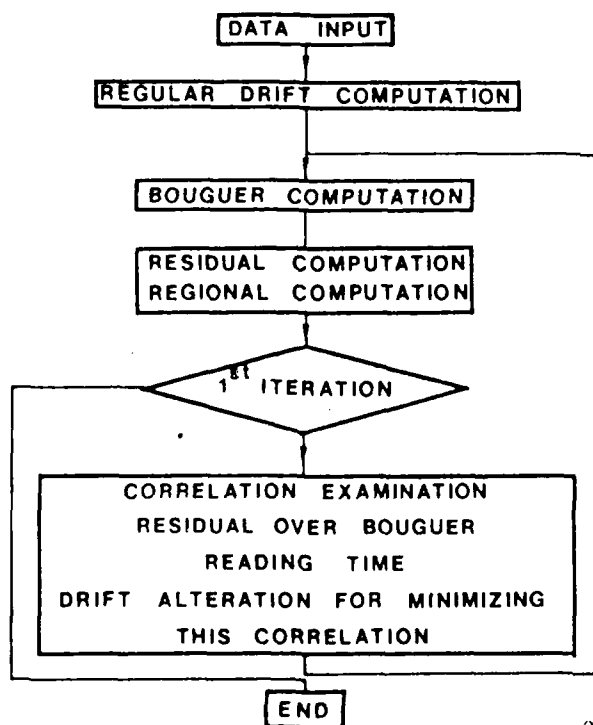 DATA INPUT
REGULAR DRIFT COMPUTATION
BOUGUER COMPUTATION
RESIDUAL COMPUTATION
REGIONAL COMPUTATION
1st ITERATION
CORRELATION EXAMINATION
RESIDUAL OVER BOUGUER
READING TIME
DRIFT ALTERATION FOR MINIMIZING
THIS CORRELATION
END